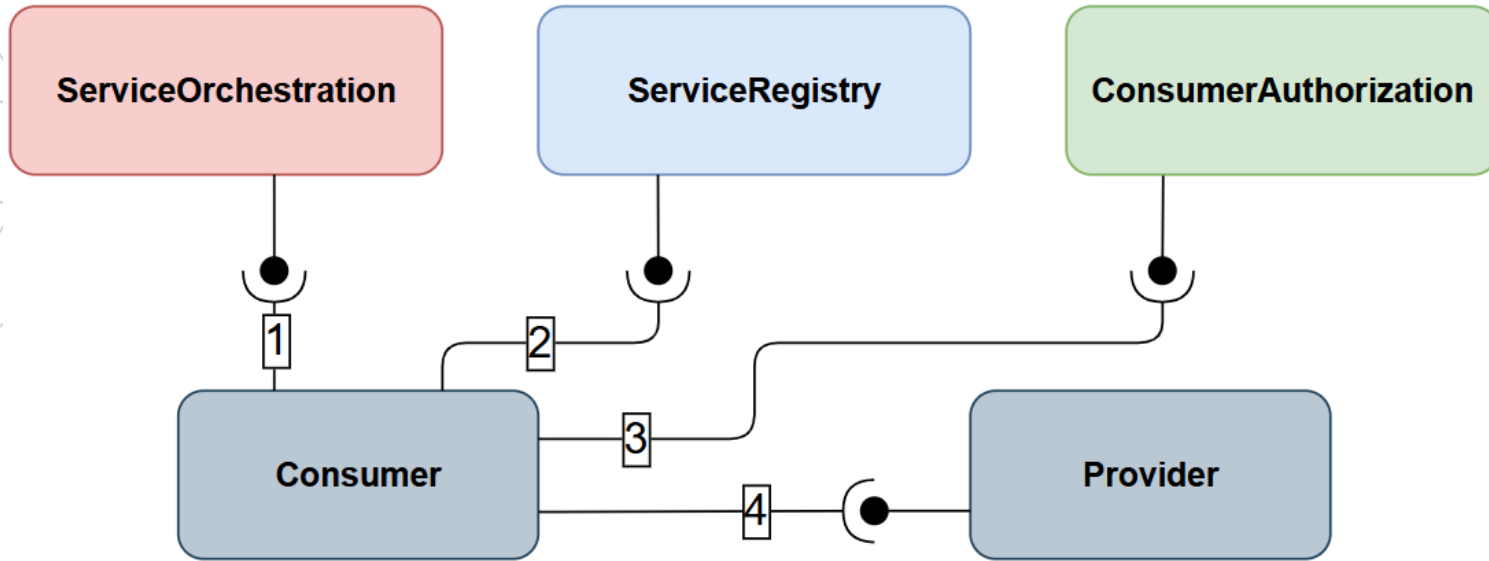 ServiceOrchestration
ServiceRegistry
ConsumerAuthorization
1
2
3
Consumer
Provider
4